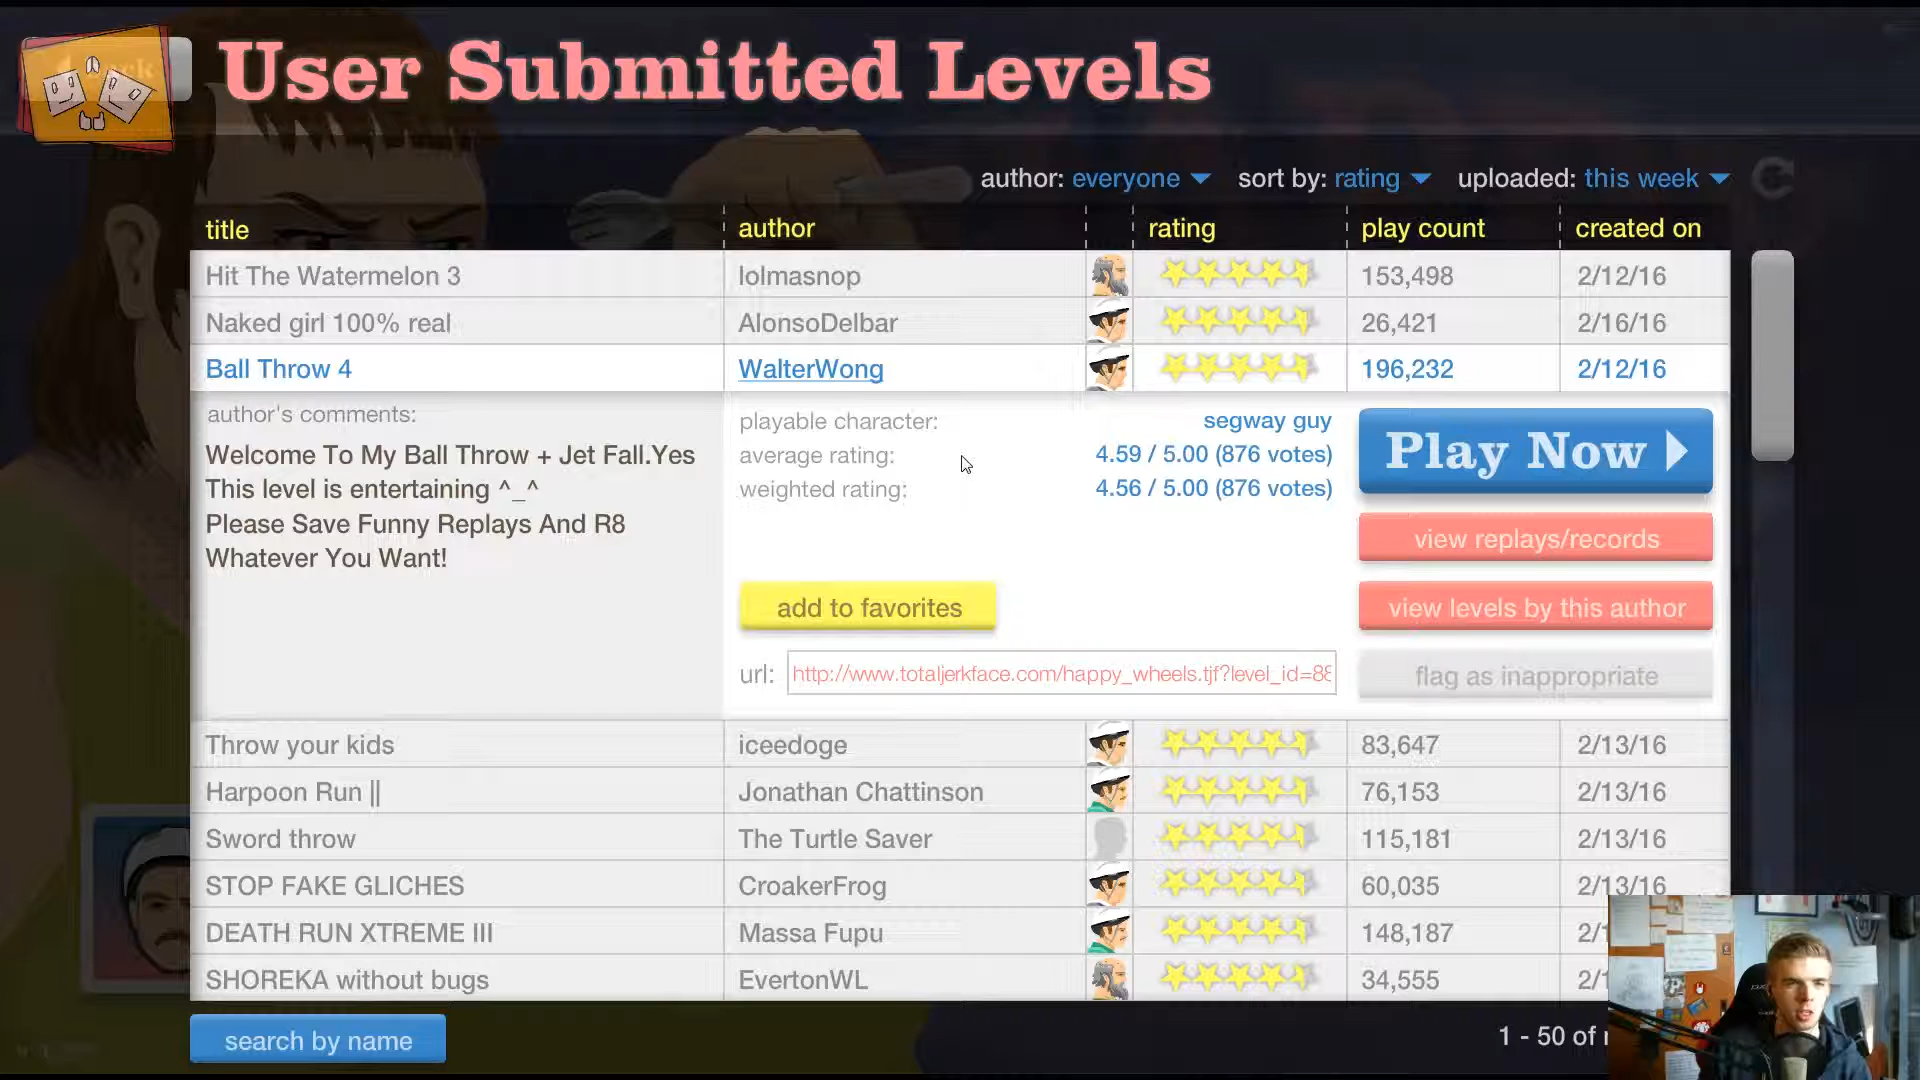 User Submitted Levels
author: everyone sort by: rating uploaded: this week
title author rating play count created on
Hit The Watermelon 3 lolmasnop 153,498 2/12/16
Naked girl 100% real AlonsoDelbar 26,421 2/16/16
Ball Throw 4 WalterWong 196,232 2/12/16
author's comments:
Welcome To My Ball Throw + Jet Fall.Yes
This level is entertaining ^_^
Please Save Funny Replays And R8
Whatever You Want!
playable character: segway guy
average rating: 4.59 / 5.00 (876 votes)
weighted rating: 4.56 / 5.00 (876 votes)
add to favorites
url: http://www.totaljerkface.com/happy_wheels.tjf?level_id=88
Play Now
view replays/records
view levels by this author
flag as inappropriate
Throw your kids iceedoge 83,647 2/13/16
Harpoon Run || Jonathan Chattinson 76,153 2/13/16
Sword throw The Turtle Saver 115,181 2/13/16
STOP FAKE GLICHES CroakerFrog 60,035 2/13/16
DEATH RUN XTREME III Massa Fupu 148,187 2/1
SHOREKA without bugs EvertonWL 34,555 2/1
search by name
1 - 50 of